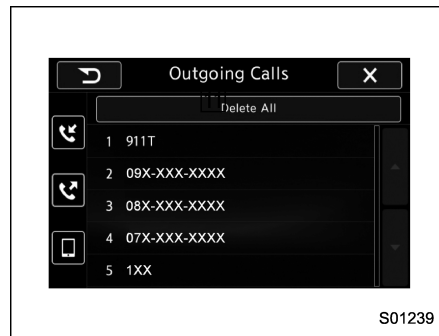 Outgoing Calls
Delete All
1 911T
2 09X-XXX-XXXX
3 08X-XXX-XXXX
4 07X-XXX-XXXX
5 1XX
S01239